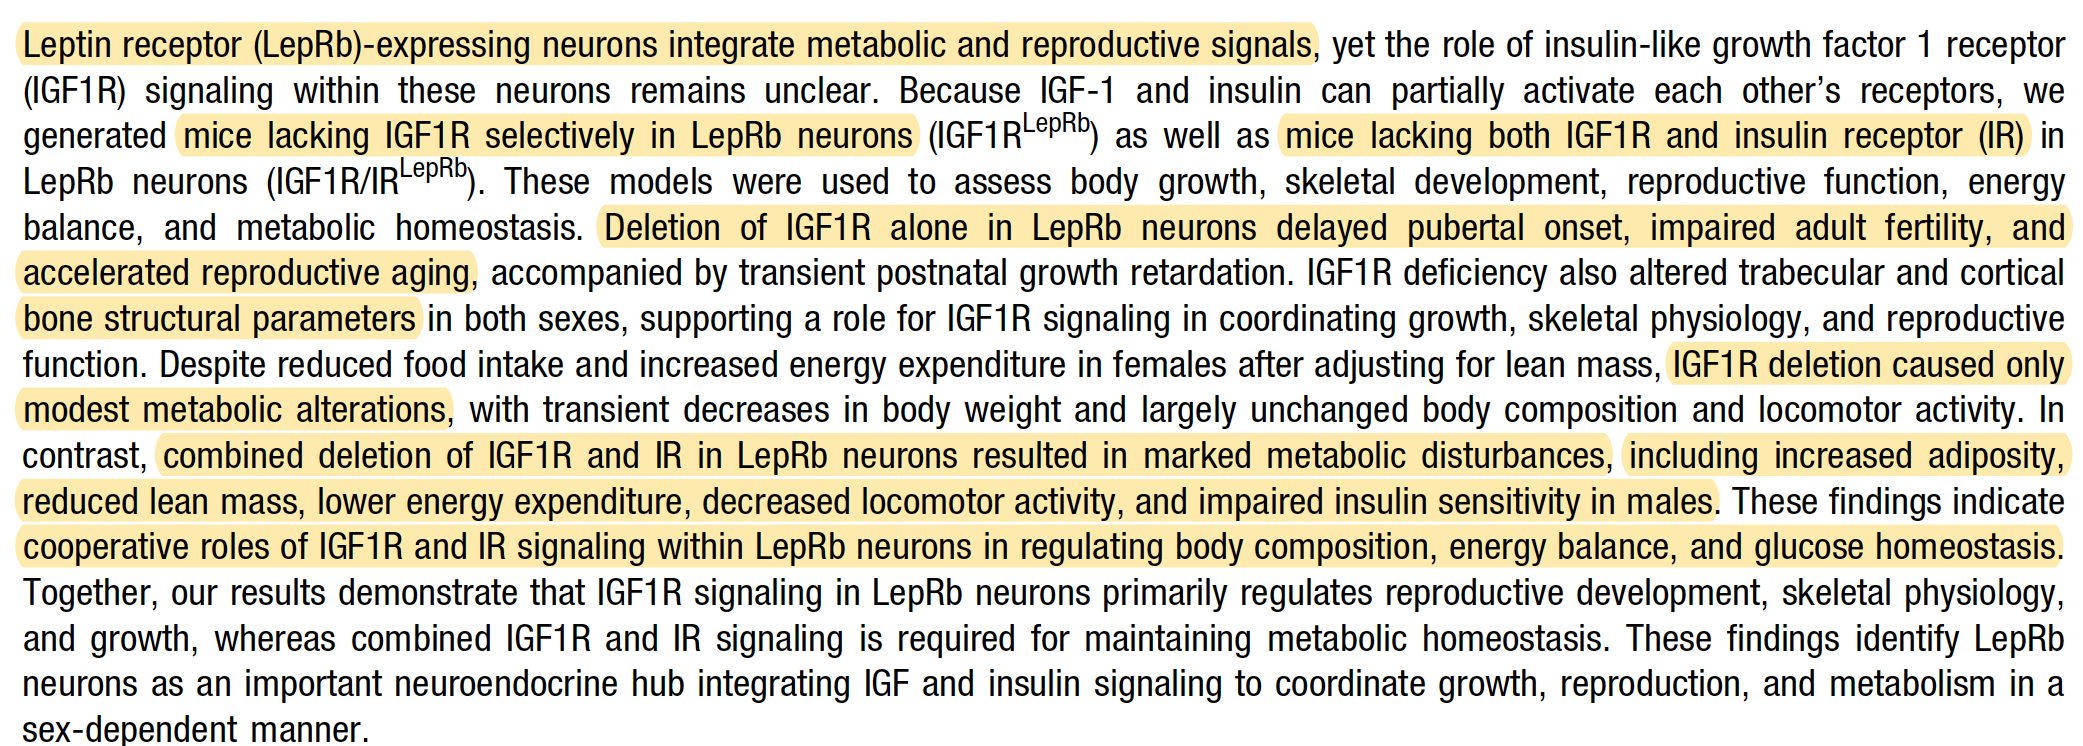 Leptin receptor (LepRb)-expressing neurons integrate metabolic and reproductive signals, yet the role of insulin-like growth factor 1 receptor
(IGF1R) signaling within these neurons remains unclear. Because IGF-1 and insulin can partially activate each other’s receptors, we
generated mice lacking IGF1R selectively in LepRb neurons (IGF1R^LepRb) as well as mice lacking both IGF1R and insulin receptor (IR) in
LepRb neurons (IGF1R/IR^LepRb). These models were used to assess body growth, skeletal development, reproductive function, energy
balance, and metabolic homeostasis. Deletion of IGF1R alone in LepRb neurons delayed pubertal onset, impaired adult fertility, and
accelerated reproductive aging, accompanied by transient postnatal growth retardation. IGF1R deficiency also altered trabecular and cortical
bone structural parameters in both sexes, supporting a role for IGF1R signaling in coordinating growth, skeletal physiology, and reproductive
function. Despite reduced food intake and increased energy expenditure in females after adjusting for lean mass, IGF1R deletion caused only
modest metabolic alterations, with transient decreases in body weight and largely unchanged body composition and locomotor activity. In
contrast, combined deletion of IGF1R and IR in LepRb neurons resulted in marked metabolic disturbances, including increased adiposity,
reduced lean mass, lower energy expenditure, decreased locomotor activity, and impaired insulin sensitivity in males. These findings indicate
cooperative roles of IGF1R and IR signaling within LepRb neurons in regulating body composition, energy balance, and glucose homeostasis.
Together, our results demonstrate that IGF1R signaling in LepRb neurons primarily regulates reproductive development, skeletal physiology,
and growth, whereas combined IGF1R and IR signaling is required for maintaining metabolic homeostasis. These findings identify LepRb
neurons as an important neuroendocrine hub integrating IGF and insulin signaling to coordinate growth, reproduction, and metabolism in a
sex-dependent manner.